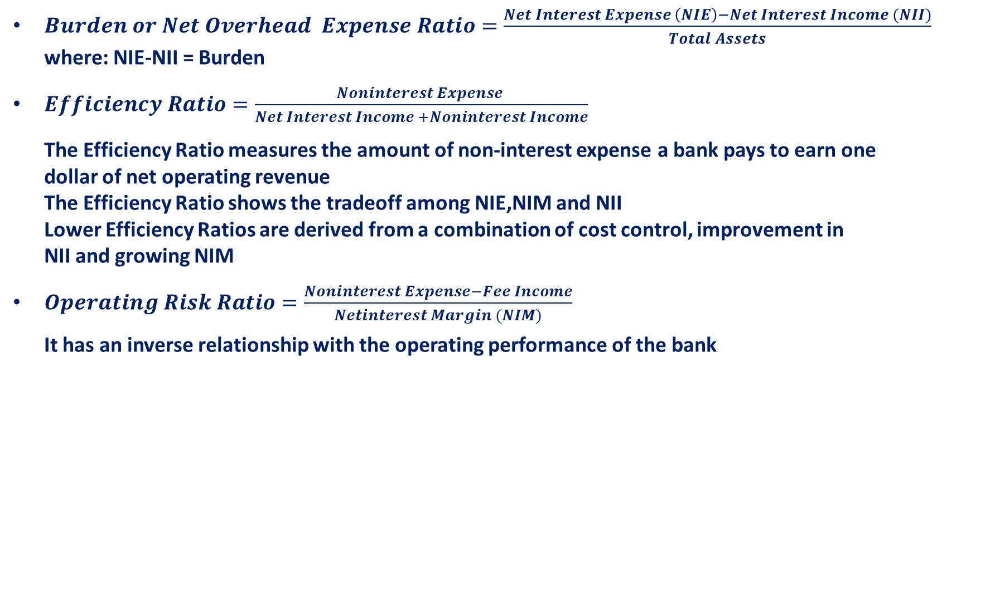 • Burden or Net Overhead Expense Ratio = Net Interest Expense (NIE)−Net Interest Income (NII) / Total Assets
where: NIE-NII = Burden
• Efficiency Ratio = Noninterest Expense / Net Interest Income +Noninterest Income
The Efficiency Ratio measures the amount of non-interest expense a bank pays to earn one
dollar of net operating revenue
The Efficiency Ratio shows the tradeoff among NIE,NIM and NII
Lower Efficiency Ratios are derived from a combination of cost control, improvement in
NII and growing NIM
• Operating Risk Ratio = Noninterest Expense−Fee Income / Netinterest Margin (NIM)
It has an inverse relationship with the operating performance of the bank